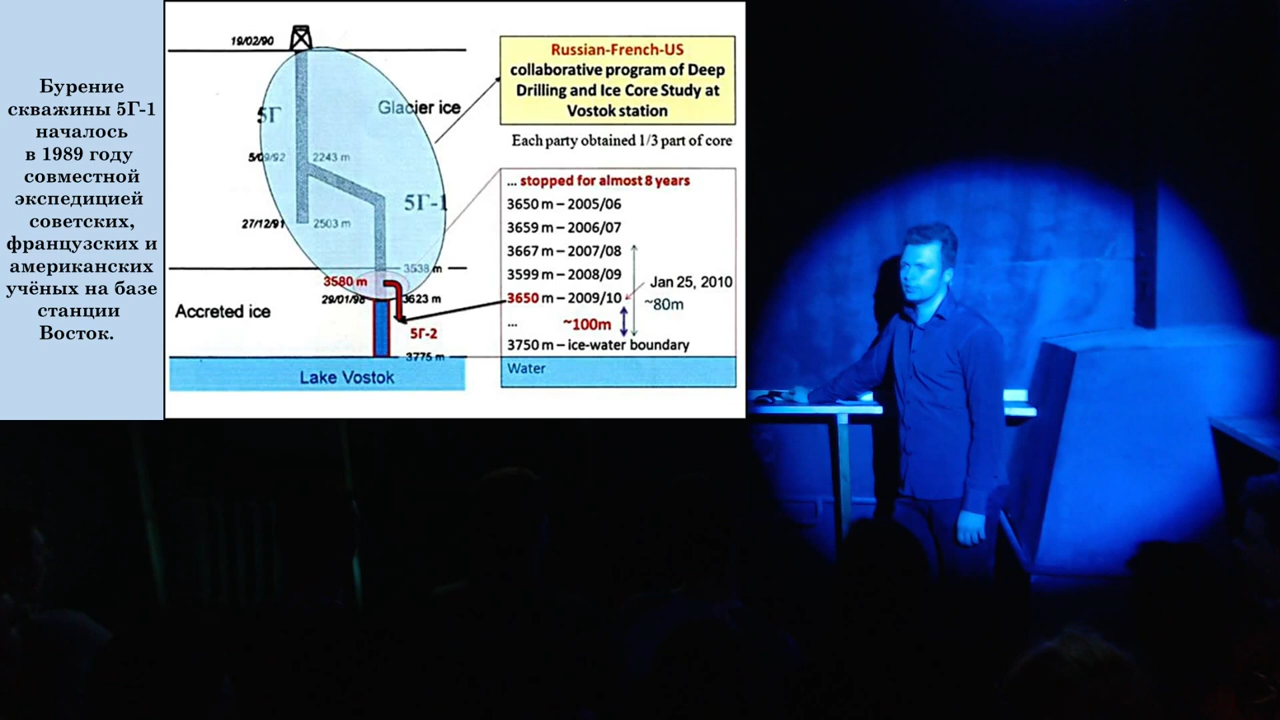 Бурение
скважины 5Г-1
началось
в 1989 году
совместной
экспедицией
советских,
французских и
американских
учёных на базе
станции
Восток.
19/02/90
5Г
Glacier ice
2243 m
27/12/91
2503 m
5Г-1
3538 m
3580 m
29/01/98
3623 m
Accreted ice
5Г-2
3775 m
Lake Vostok
Russian-French-US
collaborative program of Deep
Drilling and Ice Core Study at
Vostok station
Each party obtained 1/3 part of core
... stopped for almost 8 years
3650 m – 2005/06
3659 m – 2006/07
3667 m – 2007/08
3599 m – 2008/09
3650 m – 2009/10
Jan 25, 2010
~80m
...
~100m
3750 m – ice-water boundary
Water